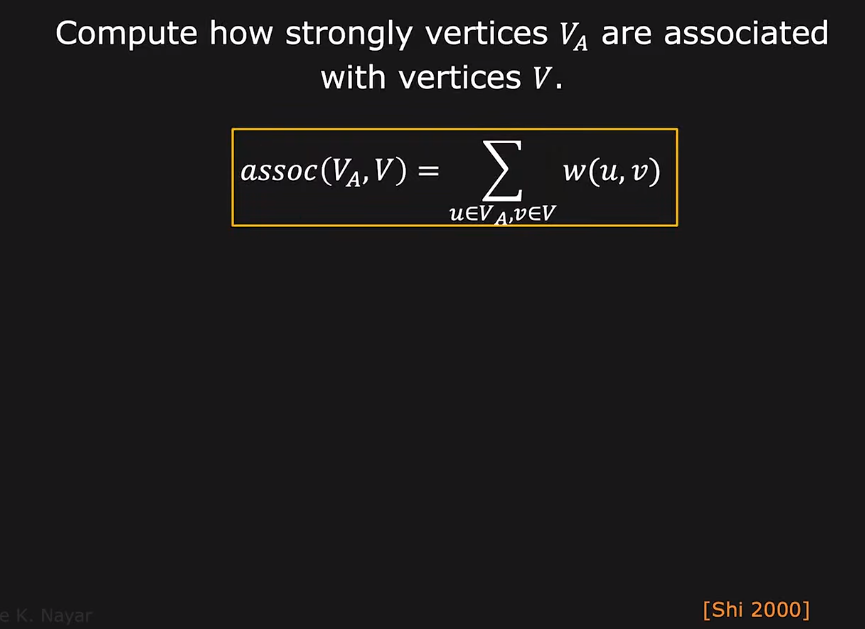 Compute how strongly vertices V_A are associated
with vertices V.
assoc(V_A, V) = ∑ w(u, v)
u∈V_A,v∈V
[Shi 2000]
e K. Nayar